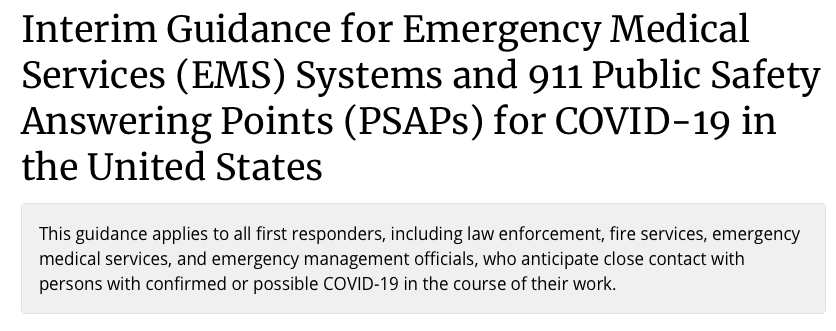 Interim Guidance for Emergency Medical
Services (EMS) Systems and 911 Public Safety
Answering Points (PSAPs) for COVID-19 in
the United States
This guidance applies to all first responders, including law enforcement, fire services, emergency
medical services, and emergency management officials, who anticipate close contact with
persons with confirmed or possible COVID-19 in the course of their work.